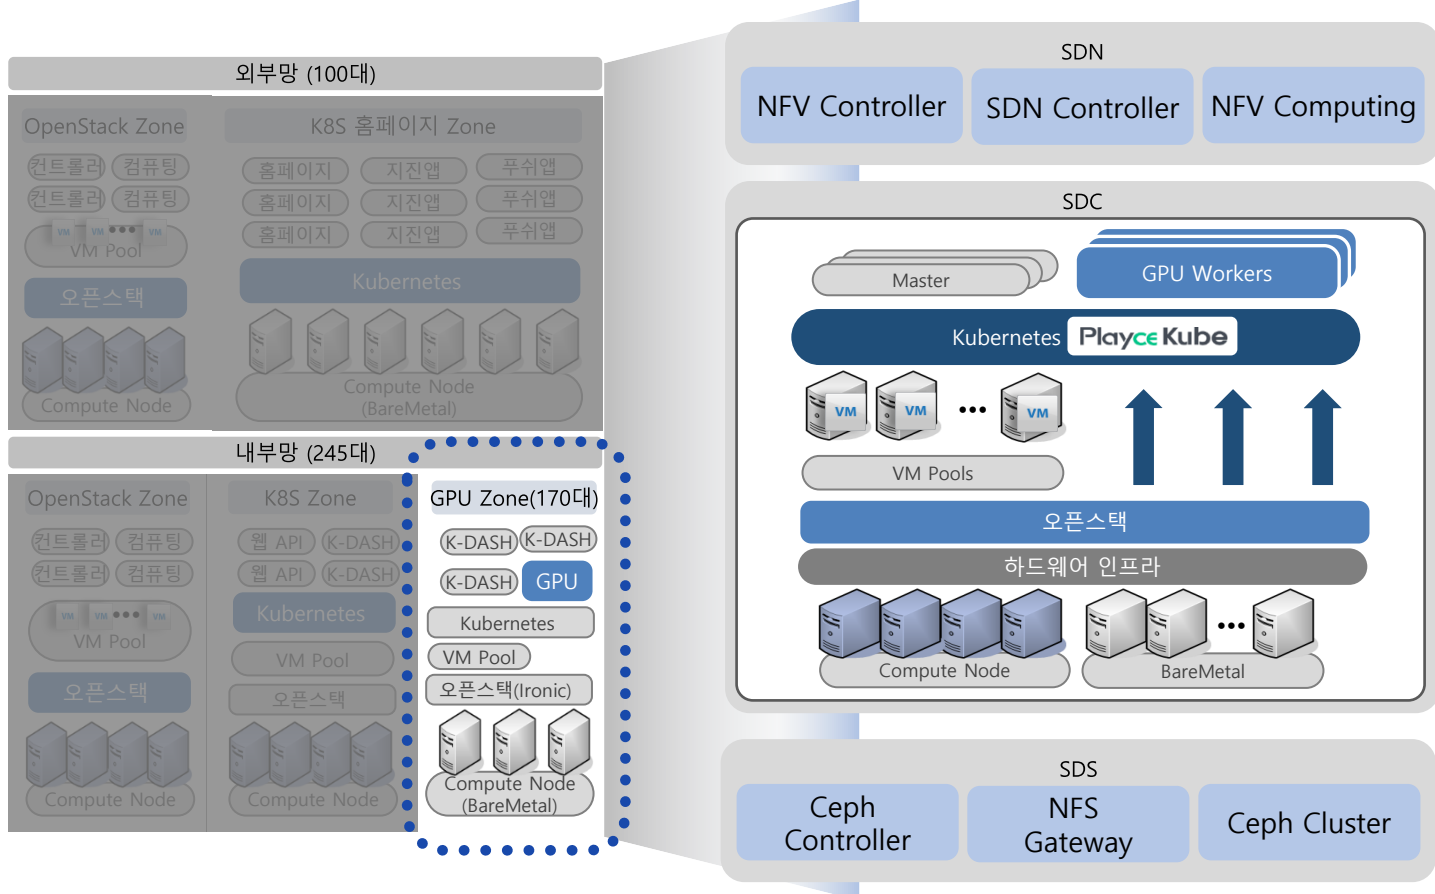 외부망 (100대)
OpenStack Zone
컨트롤러 컴퓨팅
컨트롤러 컴퓨팅
VM VM ••• VM
VM Pool
오픈스택
Compute Node
K8S 홈페이지 Zone
홈페이지 지진앱 푸쉬앱
홈페이지 지진앱 푸쉬앱
홈페이지 지진앱 푸쉬앱
Kubernetes
Compute Node
(BareMetal)
내부망 (245대)
OpenStack Zone
컨트롤러 컴퓨팅
컨트롤러 컴퓨팅
VM VM ••• VM
VM Pool
오픈스택
Compute Node
K8S Zone
웹 API K-DASH
웹 API K-DASH
Kubernetes
VM Pool
오픈스택
Compute Node
GPU Zone(170대)
K-DASH K-DASH
K-DASH GPU
Kubernetes
VM Pool
오픈스택(Ironic)
Compute Node
(BareMetal)
SDN
NFV Controller SDN Controller NFV Computing
SDC
Master GPU Workers
Kubernetes Playce Kube
VM VM ••• VM
VM Pools
오픈스택
하드웨어 인프라
•••
Compute Node BareMetal
SDS
Ceph
Controller
NFS
Gateway
Ceph Cluster